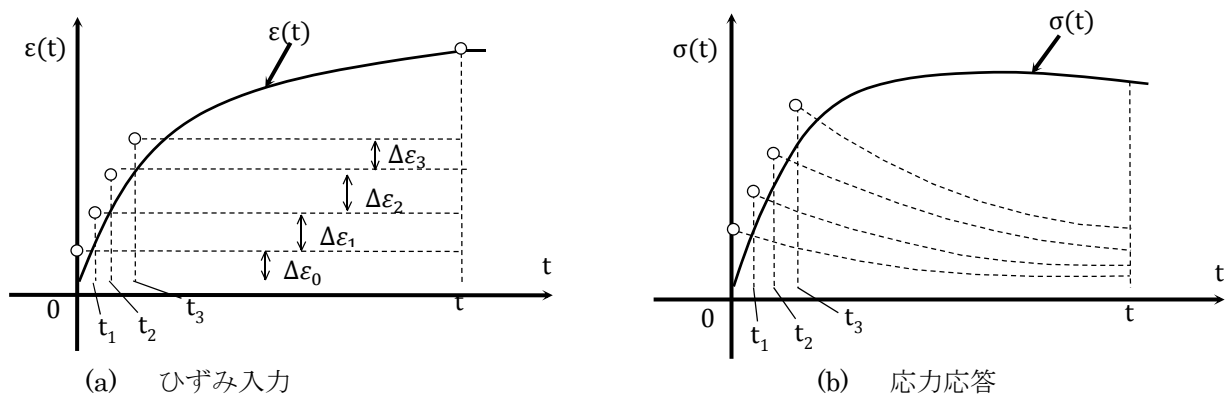 ε(t)
ε(t)
Δε₃
Δε₂
Δε₁
Δε₀
t
0
t₁
t₂
t₃
t
(a) ひずみ入力
σ(t)
σ(t)
t
0
t₁
t₂
t₃
t
(b) 応力応答